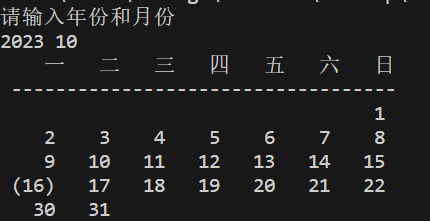 请输入年份和月份
2023 10
一 二 三 四 五 六 日
-----------------------------------
1
2 3 4 5 6 7 8
9 10 11 12 13 14 15
(16) 17 18 19 20 21 22
30 31